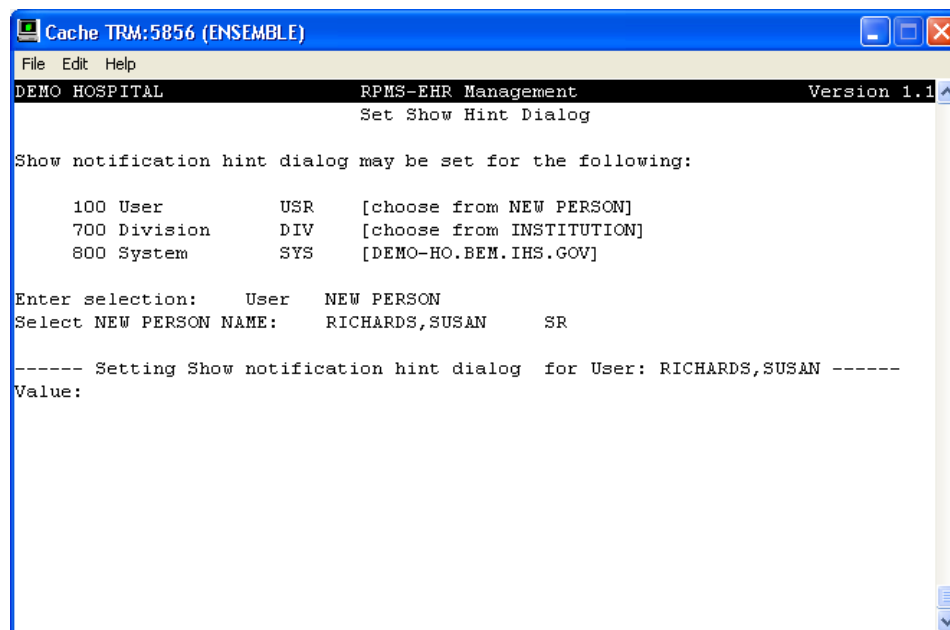 Cache TRM:5856 (ENSEMBLE)
File Edit Help
DEMO HOSPITAL RPMS-EHR Management Version 1.1
Set Show Hint Dialog
Show notification hint dialog may be set for the following:
100 User USR [choose from NEW PERSON]
700 Division DIV [choose from INSTITUTION]
800 System SYS [DEMO-HO.BEM.IHS.GOV]
Enter selection: User NEW PERSON
Select NEW PERSON NAME: RICHARDS,SUSAN SR
------ Setting Show notification hint dialog for User: RICHARDS,SUSAN ------
Value: